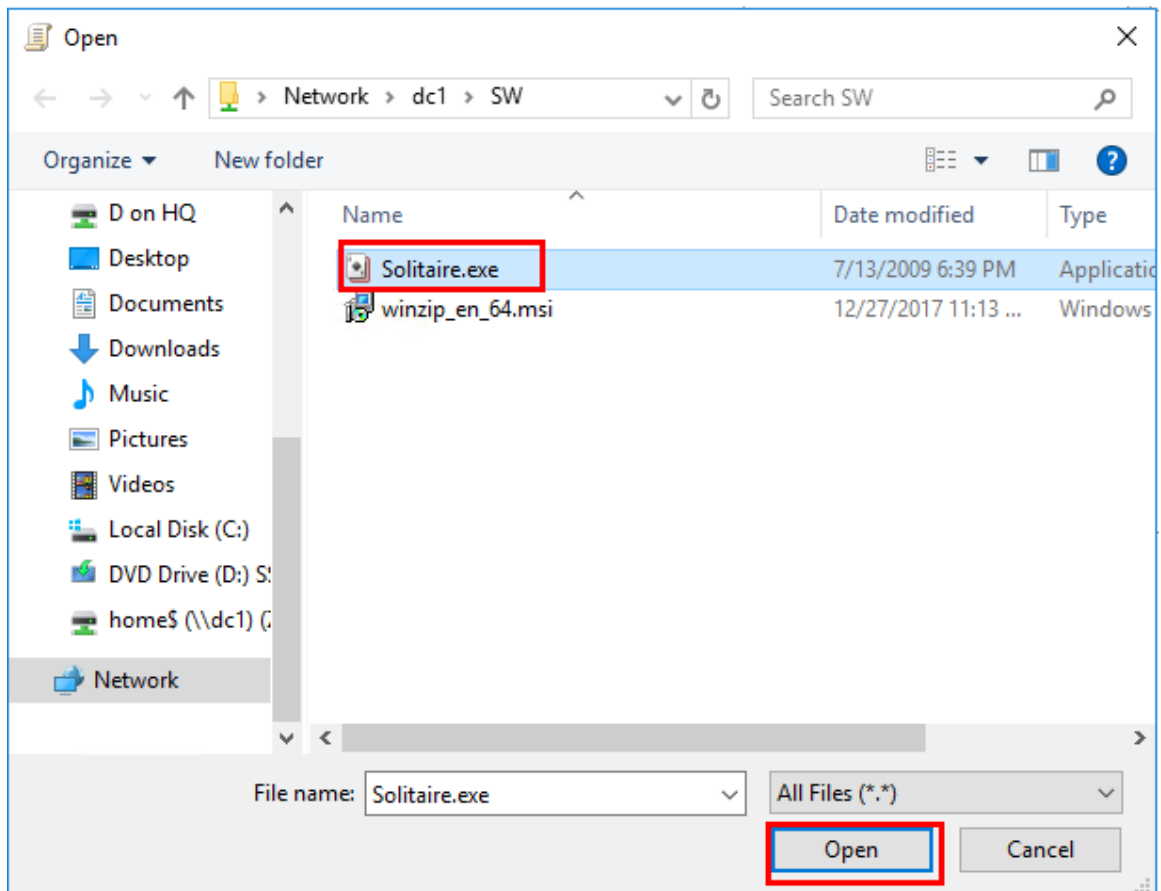 Open
Network > dc1 > SW
Search SW
Organize
New folder
?
Name
Date modified
Type
D on HQ
Desktop
Documents
Downloads
Music
Pictures
Videos
Local Disk (C:)
DVD Drive (D:) S
home$ (\\dc1) (
Network
Solitaire.exe
7/13/2009 6:39 PM
Applicatio
winzip_en_64.msi
12/27/2017 11:13 ...
Windows
File name:
Solitaire.exe
All Files (*.*)
Open
Cancel